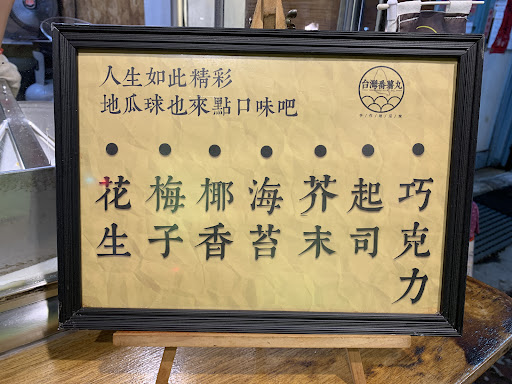 人生如此精彩
地瓜球也來點口味吧
台灣番薯丸
巧克力
起司
芥末
海苔
椰香
梅子
花生